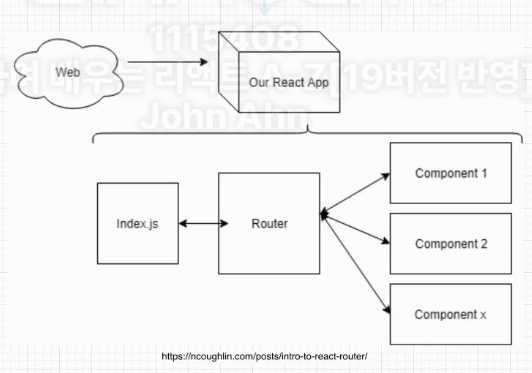 1115408
배우는 리액트 A-Z[19버전 반영]
John Ahn
Web
Our React App
Index.js
Router
Component 1
Component 2
Component x
https://ncoughlin.com/posts/intro-to-react-router/